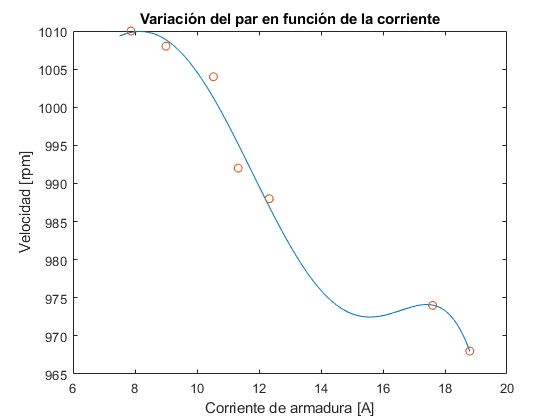 Variación del par en función de la corriente
1010
1005
1000
995
990
985
980
975
970
965
Velocidad [rpm]
6 8 10 12 14 16 18 20
Corriente de armadura [A]